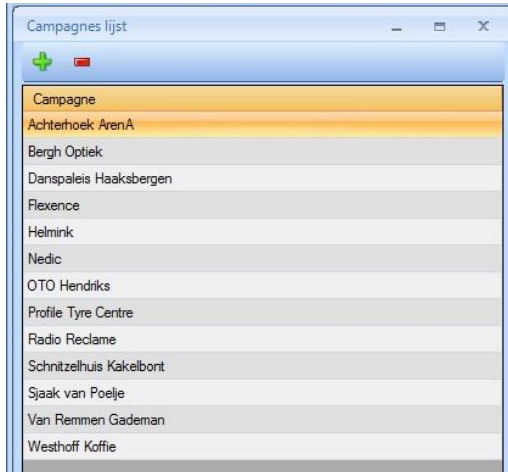 Campagnes lijst
Campagne
Achterhoek ArenA
Bergh Optiek
Danspaleis Haaksbergen
Flexence
Helmink
Nedic
OTO Hendriks
Profile Tyre Centre
Radio Reclame
Schnitzelhuis Kakelbont
Sjaak van Poelje
Van Remmen Gademan
Westhoff Koffie